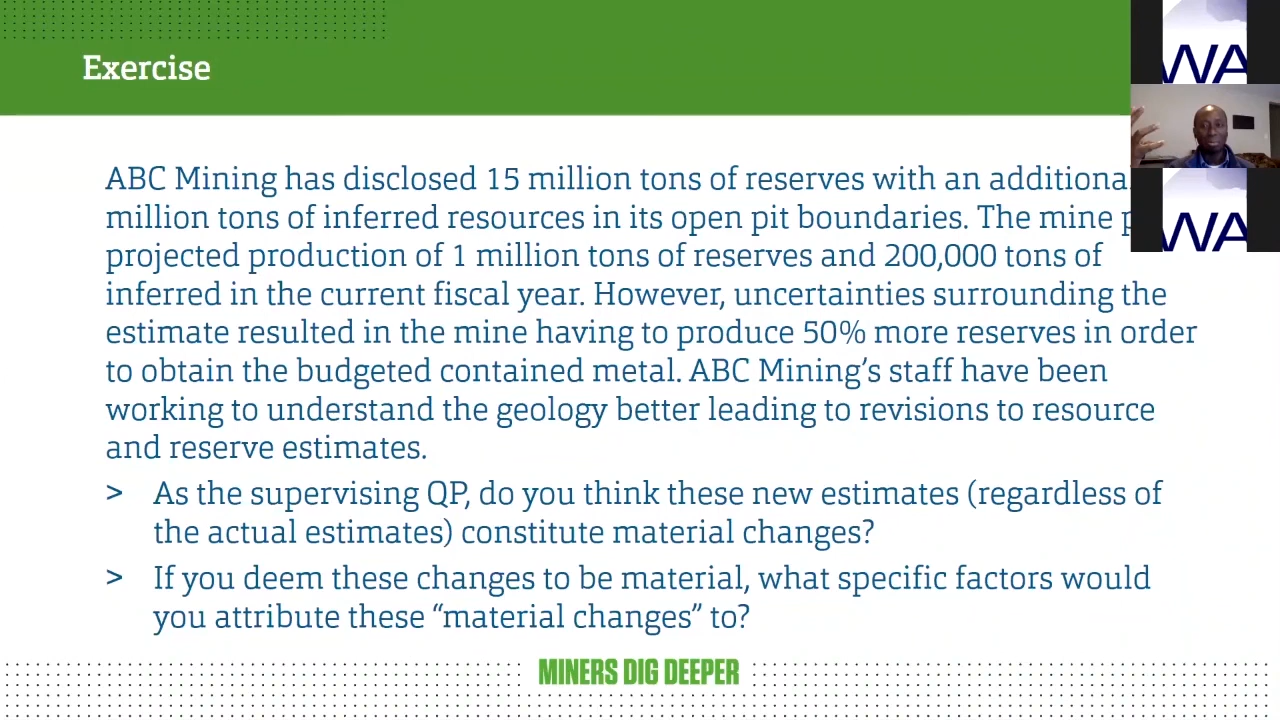 Exercise
WA
ABC Mining has disclosed 15 million tons of reserves with an additional
million tons of inferred resources in its open pit boundaries. The mine
projected production of 1 million tons of reserves and 200,000 tons of
inferred in the current fiscal year. However, uncertainties surrounding the
estimate resulted in the mine having to produce 50% more reserves in order
to obtain the budgeted contained metal. ABC Mining’s staff have been
working to understand the geology better leading to revisions to resource
and reserve estimates.
WA
> As the supervising QP, do you think these new estimates (regardless of
the actual estimates) constitute material changes?
> If you deem these changes to be material, what specific factors would
you attribute these “material changes” to?
MINERS DIG DEEPER